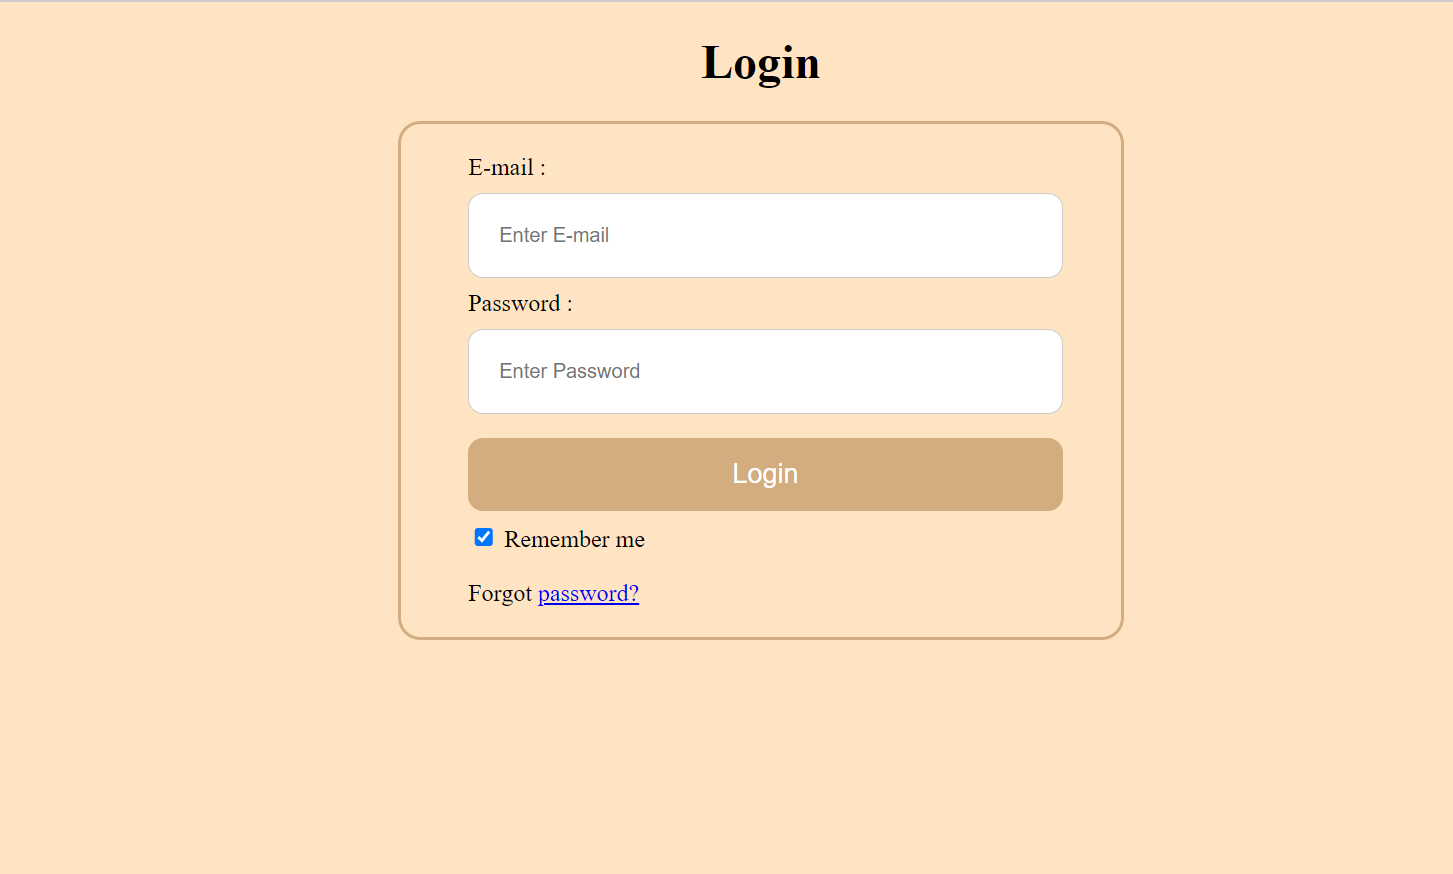 Login
E-mail :
Enter E-mail
Password :
Enter Password
Login
Remember me
Forgot password?